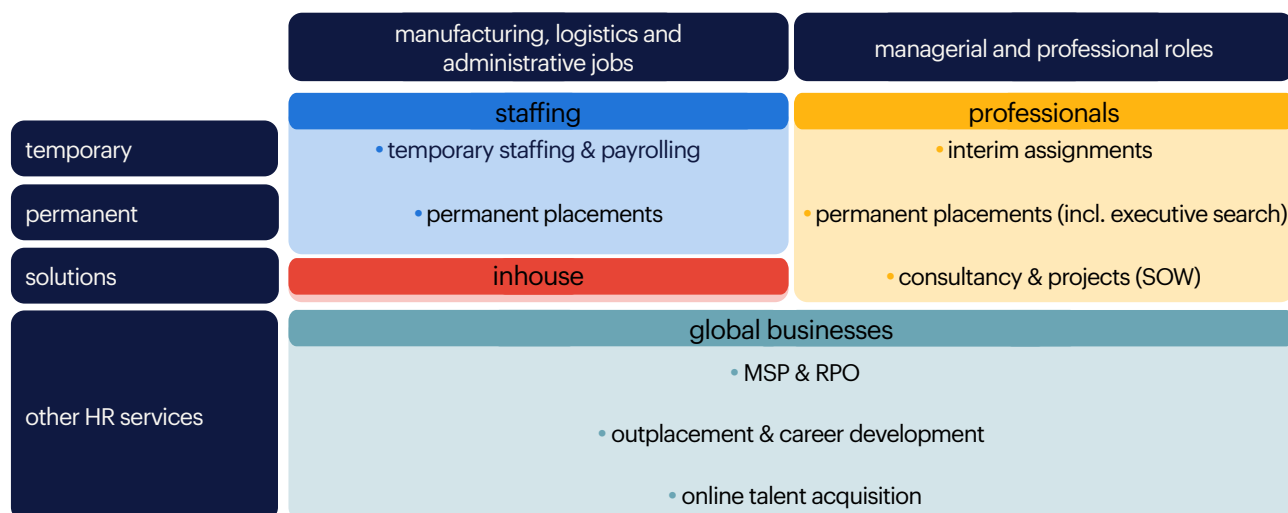 manufacturing, logistics and
administrative jobs
managerial and professional roles
staffing
professionals
temporary
• temporary staffing & payrolling
• interim assignments
permanent
• permanent placements
• permanent placements (incl. executive search)
solutions
inhouse
• consultancy & projects (SOW)
global businesses
• MSP & RPO
other HR services
• outplacement & career development
• online talent acquisition